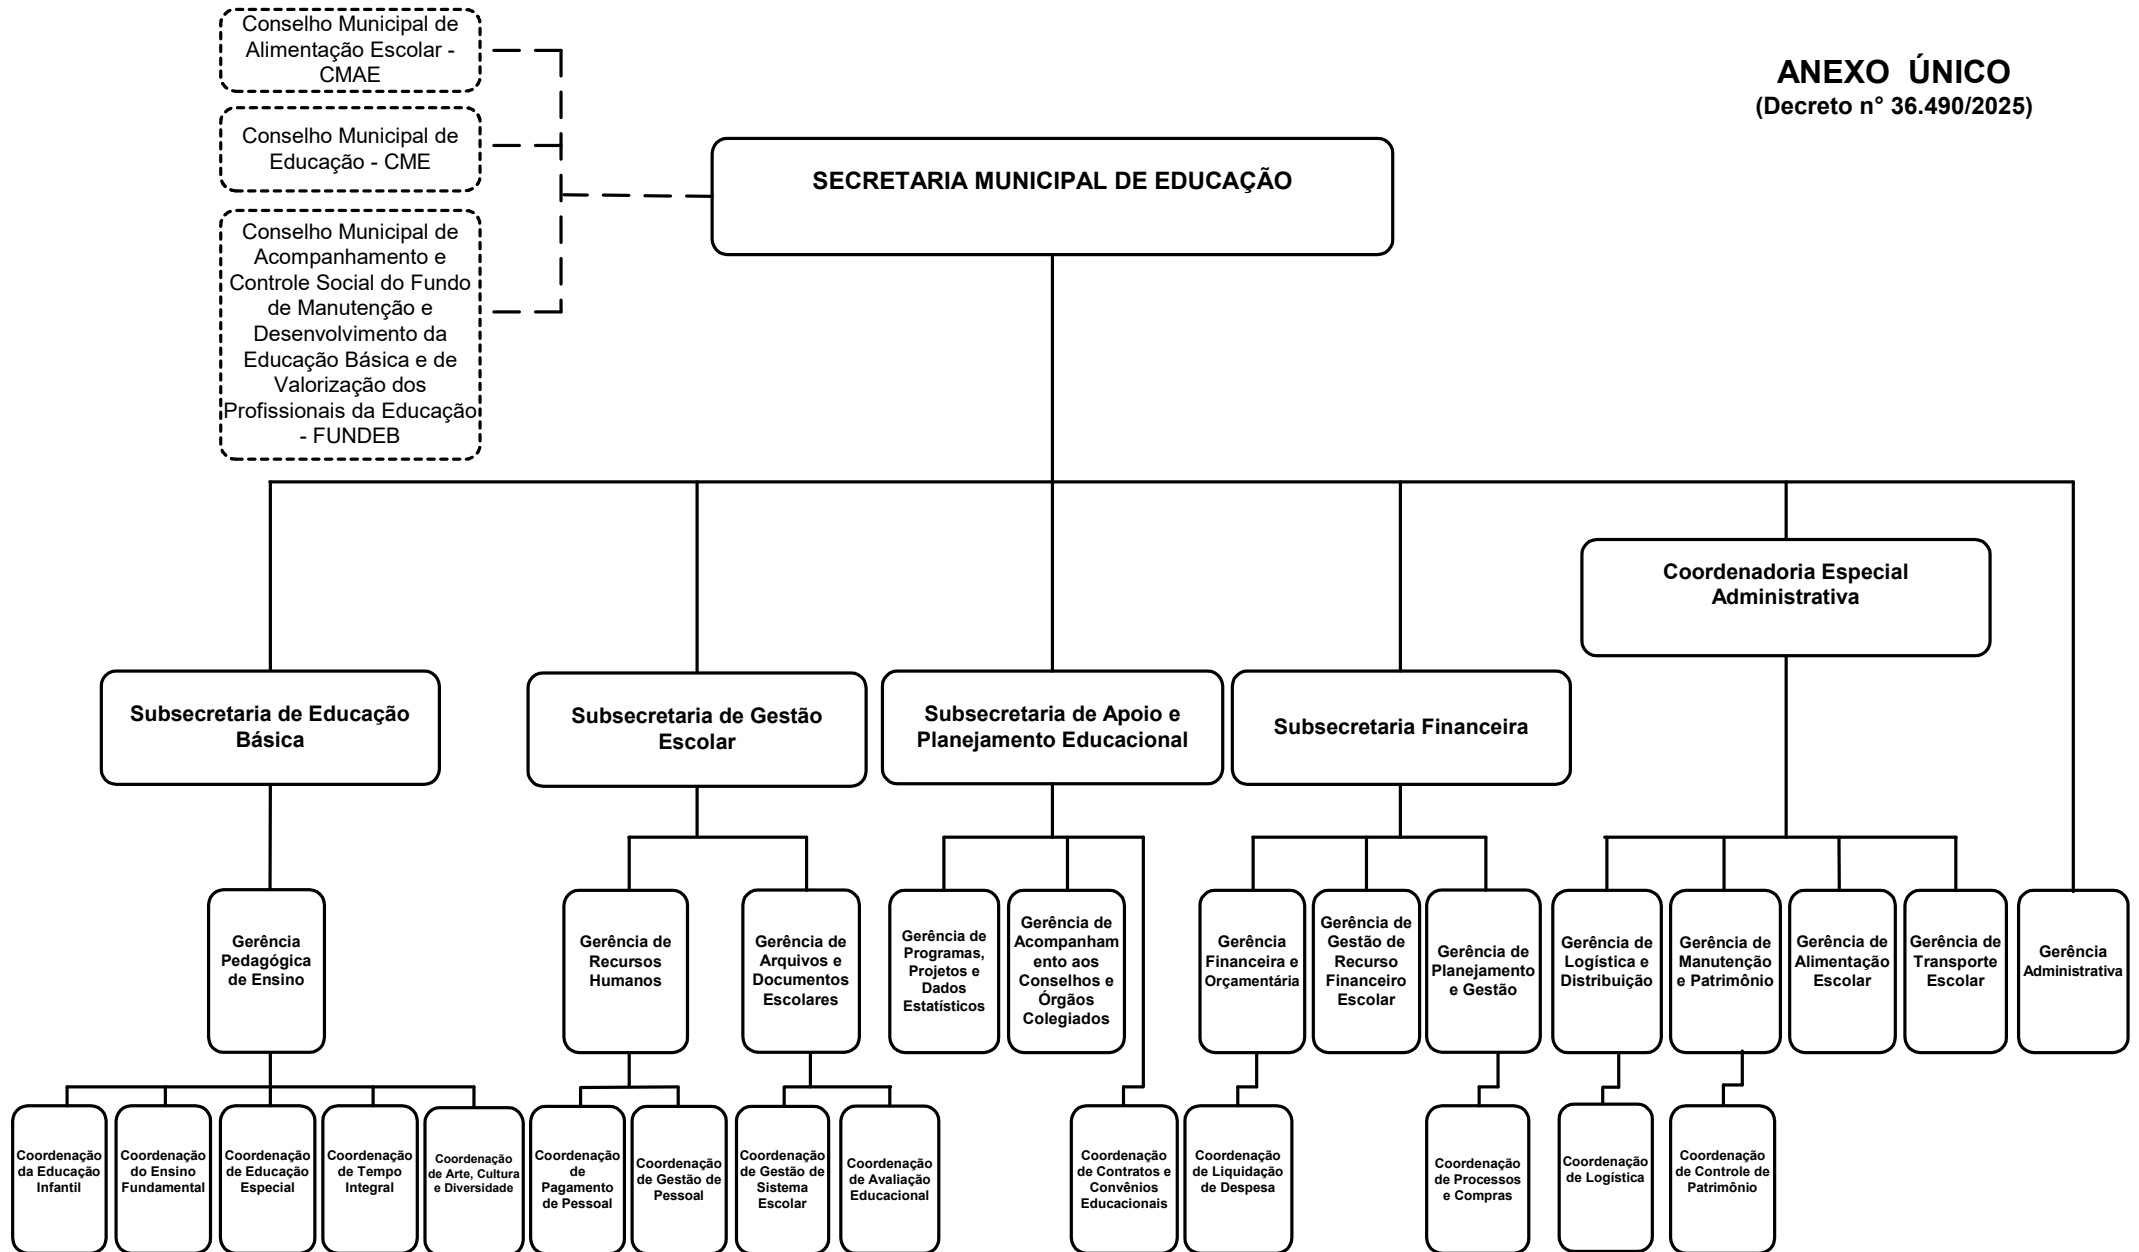 Conselho Municipal de
Alimentação Escolar -
CMAE
ANEXO ÚNICO
(Decreto n° 36.490/2025)
Conselho Municipal de
Educação - CME
SECRETARIA MUNICIPAL DE EDUCAÇÃO
Conselho Municipal de
Acompanhamento e
Controle Social do Fundo
de Manutenção e
Desenvolvimento da
Educação Básica e de
Valorização dos
Profissionais da Educação
- FUNDEB
Coordenadoria Especial
Administrativa
Subsecretaria de Educação
Básica
Subsecretaria de Gestão
Escolar
Subsecretaria de Apoio e
Planejamento Educacional
Subsecretaria Financeira
Gerência
Pedagógica
de Ensino
Gerência de
Recursos
Humanos
Gerência de
Arquivos e
Documentos
Escolares
Gerência de
Programas,
Projetos e
Dados
Estatísticos
Gerência de
Acompanham
ento aos
Conselhos e
Órgãos
Colegiados
Gerência
Financeira e
Orçamentária
Gerência de
Gestão de
Recurso
Financeiro
Escolar
Gerência de
Planejamento
e Gestão
Gerência de
Logística e
Distribuição
Gerência de
Manutenção
e Patrimônio
Gerência de
Alimentação
Escolar
Gerência de
Transporte
Escolar
Gerência
Administrativa
Coordenação
da Educação
Infantil
Coordenação
do Ensino
Fundamental
Coordenação
de Educação
Especial
Coordenação
de Tempo
Integral
Coordenação
de Arte, Cultura
e Diversidade
Coordenação
de
Pagamento
de Pessoal
Coordenação
de Gestão de
Pessoal
Coordenação
de Gestão de
Sistema
Escolar
Coordenação
de Avaliação
Educacional
Coordenação
de Contratos e
Convênios
Educacionais
Coordenação
de Liquidação
de Despesa
Coordenação
de Processos
e Compras
Coordenação
de Logística
Coordenação
de Controle de
Patrimônio